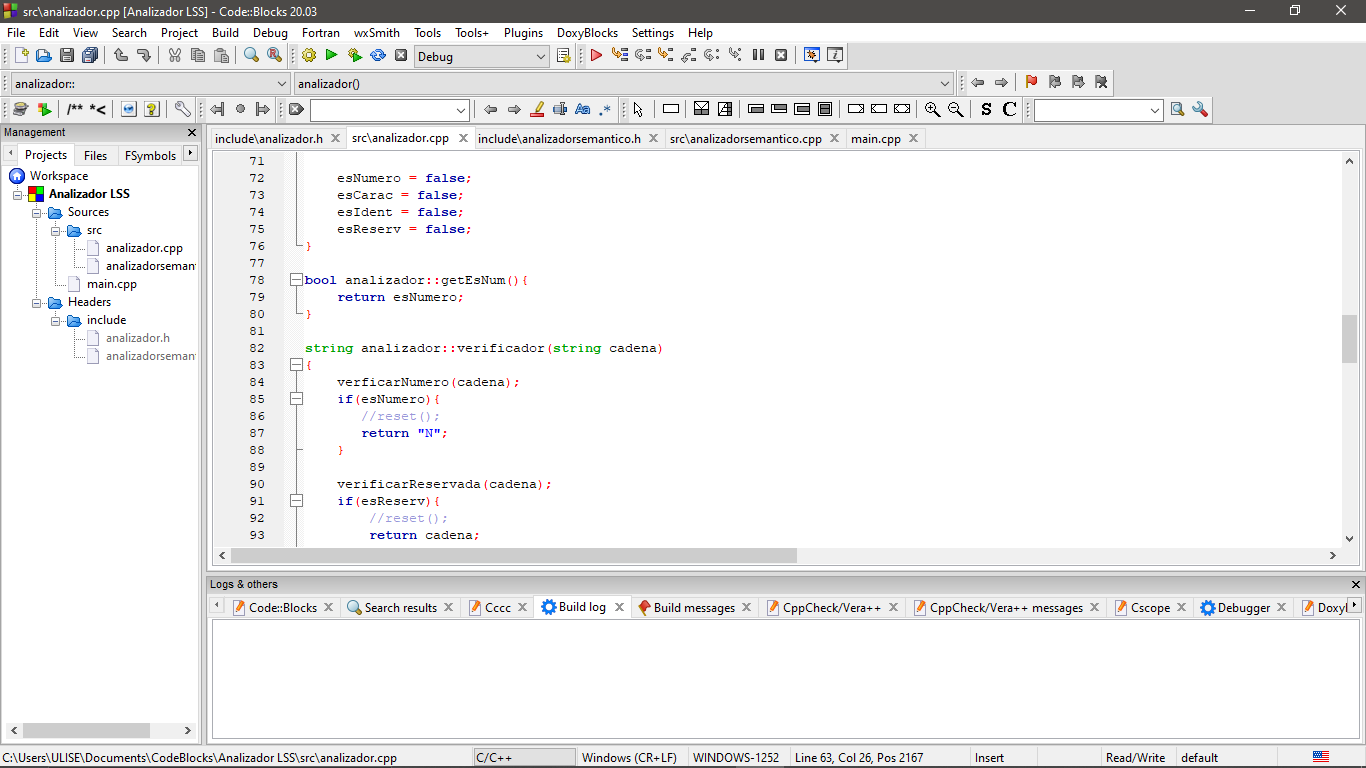 src\analizador.cpp [Analizador LSS] - Code::Blocks 20.03
File Edit View Search Project Build Debug Fortran wxSmith Tools Tools+ Plugins DoxyBlocks Settings Help
Debug
analizador::
analizador()
/** *<
Aa .*
S C
Management
Projects Files FSymbols
Workspace
Analizador LSS
Sources
src
analizador.cpp
analizadorseman
main.cpp
Headers
include
analizador.h
analizadorseman
include\analizador.h src\analizador.cpp include\analizadorsemantico.h src\analizadorsemantico.cpp main.cpp
71
72 esNumero = false;
73 esCarac = false;
74 esIdent = false;
75 esReserv = false;
76 }
77
78 bool analizador::getEsNum(){
79 return esNumero;
80 }
81
82 string analizador::verificador(string cadena)
83 {
84 verficarNumero(cadena);
85 if(esNumero){
86 //reset();
87 return "N";
88 }
89
90 verificarReservada(cadena);
91 if(esReserv){
92 //reset();
93 return cadena;
Logs & others
Code::Blocks Search results Cccc Build log Build messages CppCheck/Vera++ CppCheck/Vera++ messages Cscope Debugger Doxyl
C:\Users\ULISE\Documents\CodeBlocks\Analizador LSS\src\analizador.cpp C/C++ Windows (CR+LF) WINDOWS-1252 Line 63, Col 26, Pos 2167 Insert Read/Write default